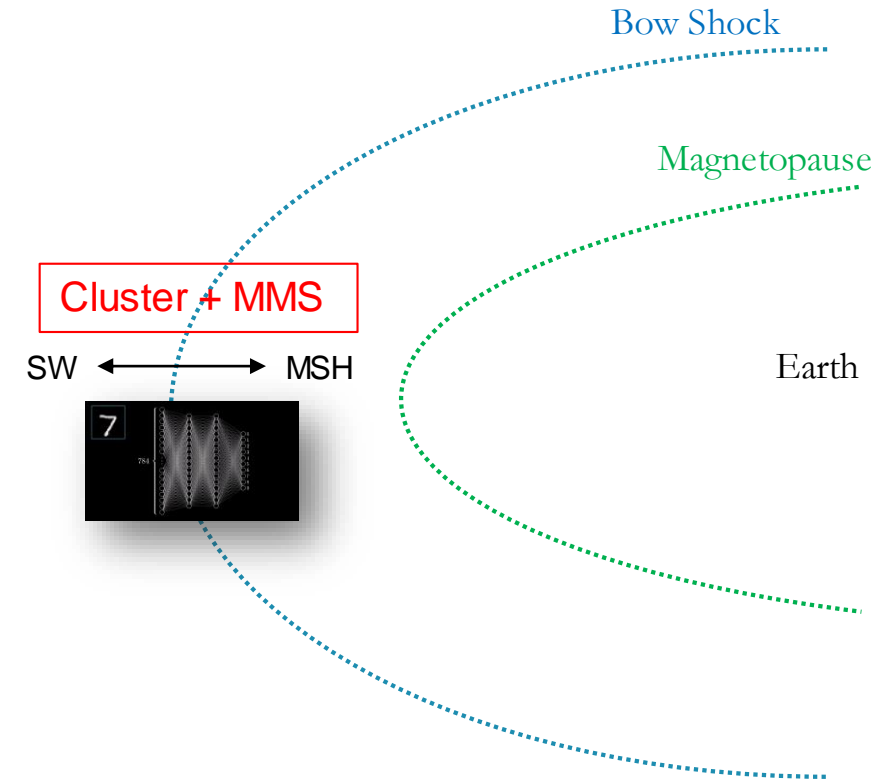 Bow Shock
Magnetopause
Cluster + MMS
SW MSH
Earth
7
784